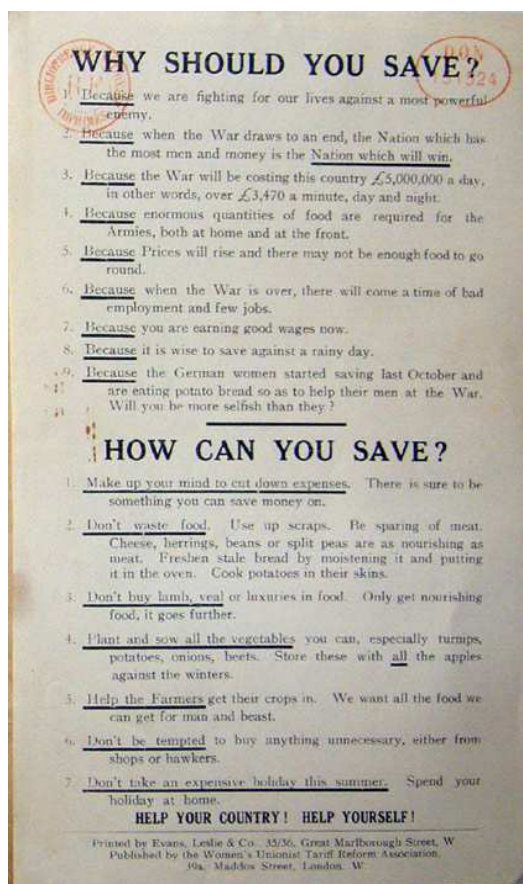 WHY SHOULD YOU SAVE?
DON
1. Because we are fighting for our lives against a most powerful
enemy.
2. Because when the War draws to an end, the Nation which has
the most men and money is the Nation which will win.
3. Because the War will be costing this country £5,000,000 a day,
in other words, over £3,470 a minute, day and night.
4. Because enormous quantities of food are required for the
Armies, both at home and at the front.
5. Because Prices will rise and there may not be enough food to go
round.
6. Because when the War is over, there will come a time of bad
employment and few jobs.
7. Because you are earning good wages now.
8. Because it is wise to save against a rainy day.
9. Because the German women started saving last October and
are eating potato bread so as to help their men at the War.
Will you be more selfish than they?
HOW CAN YOU SAVE?
1. Make up your mind to cut down expenses. There is sure to be
something you can save money on.
2. Don't waste food. Use up scraps. Be sparing of meat.
Cheese, herrings, beans or split peas are as nourishing as
meat. Freshen stale bread by moistening it and putting
it in the oven. Cook potatoes in their skins.
3. Don't buy lamb, veal or luxuries in food. Only get nourishing
food, it goes further.
4. Plant and sow all the vegetables you can, especially turnips,
potatoes, onions, beets. Store these with all the apples
against the winters.
5. Help the Farmers get their crops in. We want all the food we
can get for man and beast.
6. Don't be tempted to buy anything unnecessary, either from
shops or hawkers.
7. Don't take an expensive holiday this summer. Spend your
holiday at home.
HELP YOUR COUNTRY! HELP YOURSELF!
Printed by Evans, Leslie & Co., 35/36, Great Marlborough Street, W
Published by the Women's Unionist Tariff Reform Association,
39a, Maddox Street, London, W.